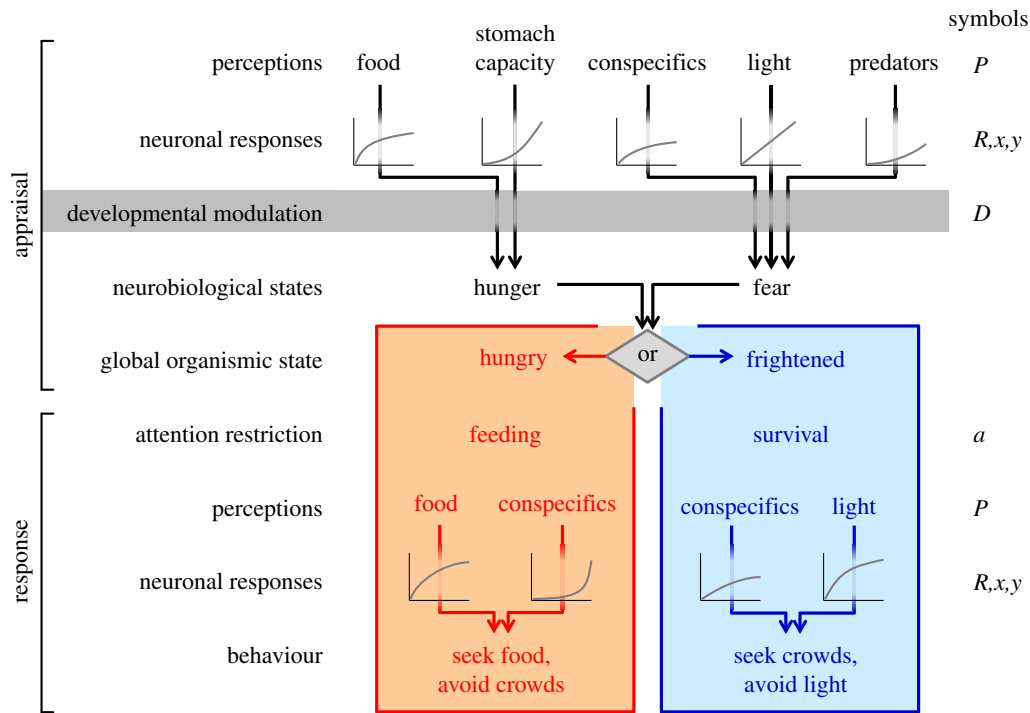 symbols
perceptions food stomach capacity conspecifics light predators P
neuronal responses R,x,y
developmental modulation D
appraisal
neurobiological states hunger fear
global organismic state hungry or frightened
attention restriction feeding survival a
perceptions food conspecifics conspecifics light P
response
neuronal responses R,x,y
behaviour seek food, seek crowds,
avoid crowds avoid light